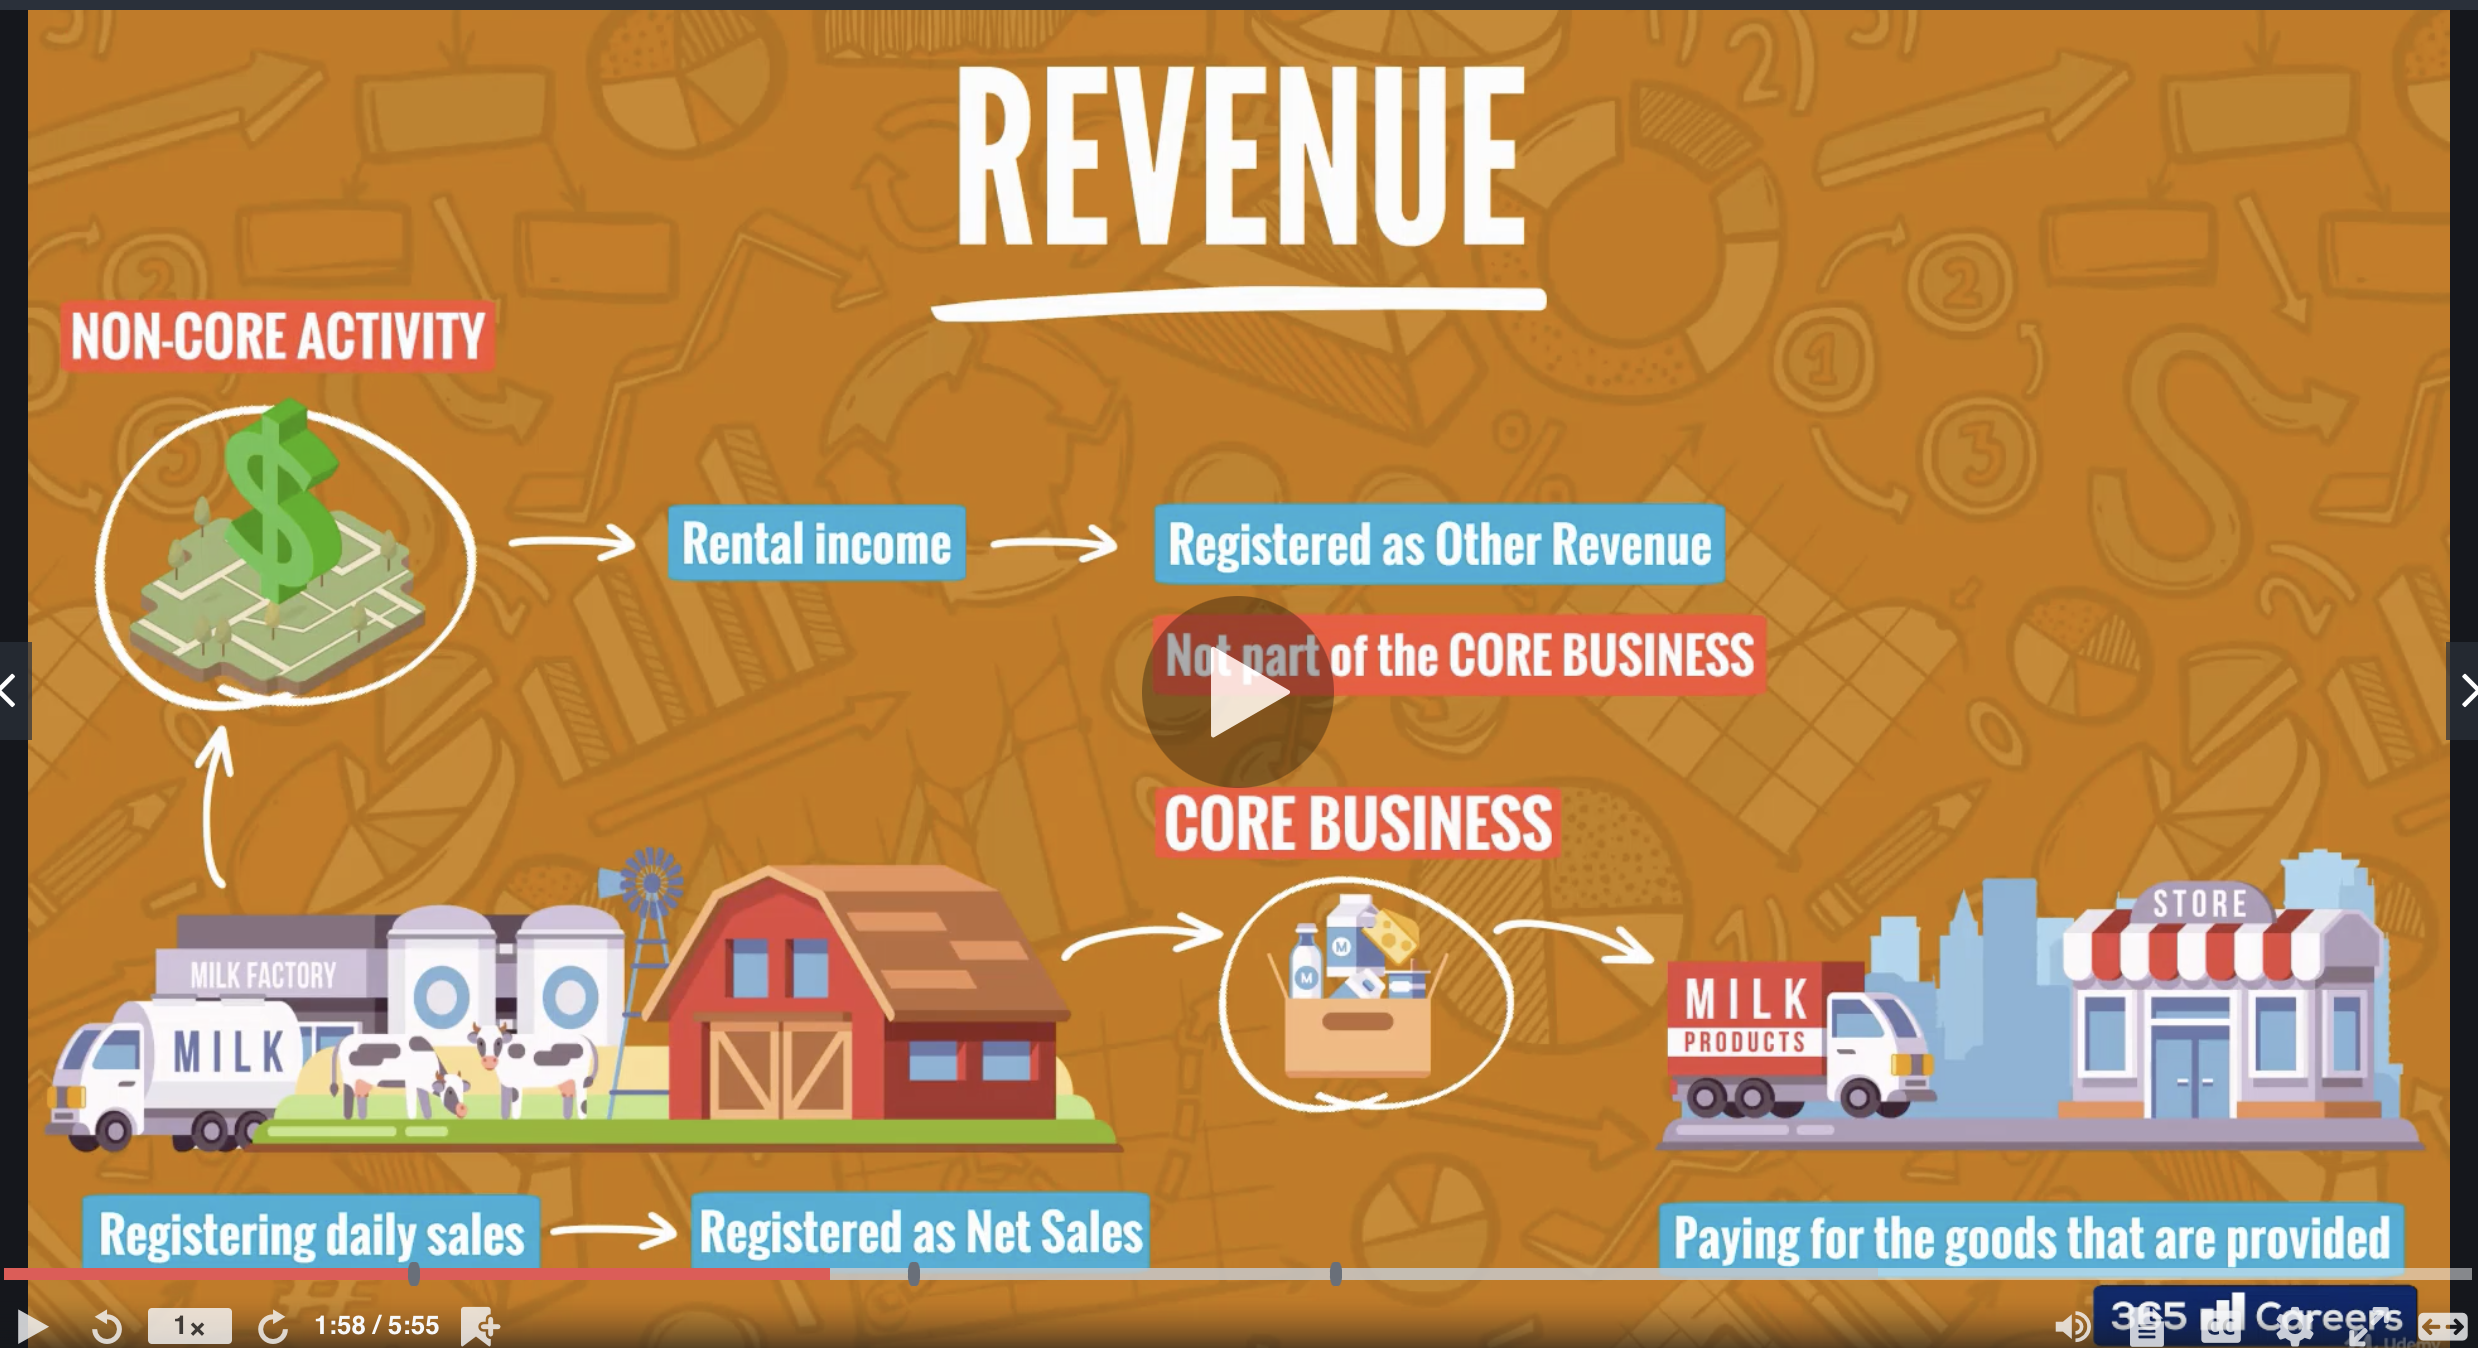 REVENUE
NON-CORE ACTIVITY
Rental income
Registered as Other Revenue
Not part of the CORE BUSINESS
CORE BUSINESS
STORE
MILK FACTORY
MILK
M
M
MILK
PRODUCTS
Registering daily sales
Registered as Net Sales
Paying for the goods that are provided
1x
1:58 / 5:55
365 Careers
Udemy